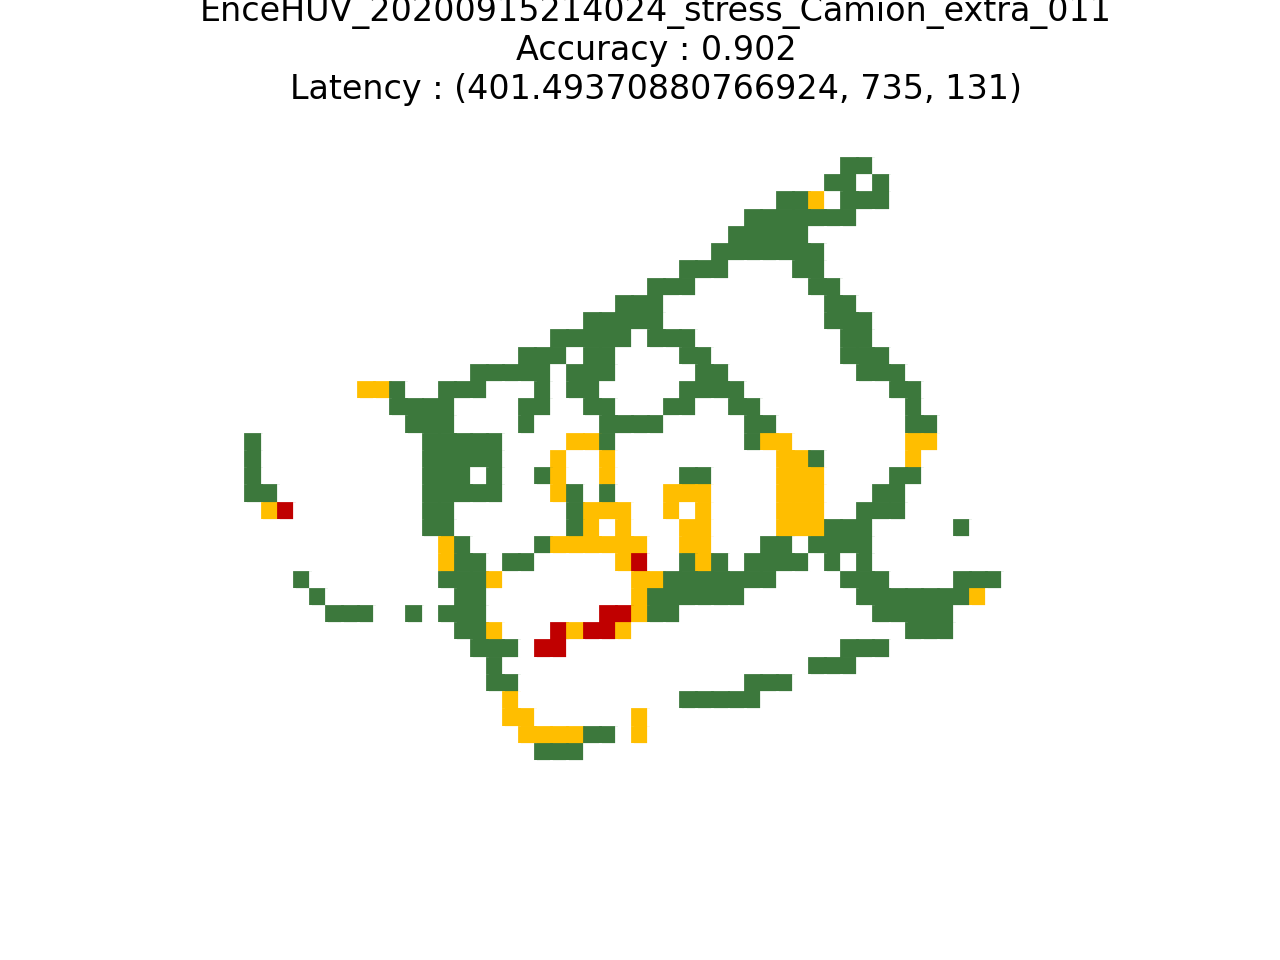 EnceHUV_20200915214024_stress_Camion_extra_011
Accuracy : 0.902
Latency : (401.49370880766924, 735, 131)